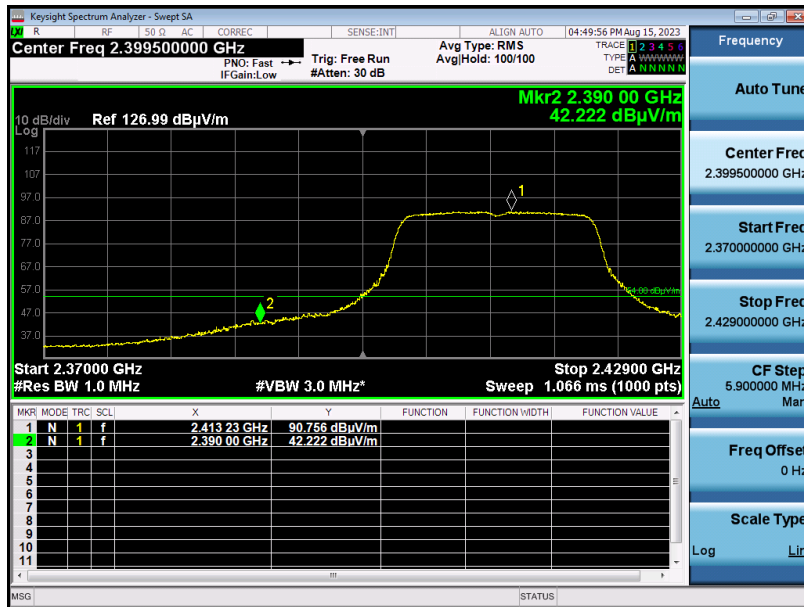 Keysight Spectrum Analyzer - Swept SA
LXI R RF 50 Ω AC CORREC SENSE:INT ALIGN AUTO 04:49:56 PM Aug 15, 2023
Center Freq 2.399500000 GHz
PNO: Fast
IFGain:Low
Trig: Free Run
#Atten: 30 dB
Avg Type: RMS
Avg|Hold: 100/100
TRACE 1 2 3 4 5 6
TYPE A WWWWW
DET A N N N N N
Mkr2 2.390 00 GHz
42.222 dBµV/m
10 dB/div Ref 126.99 dBµV/m
Log
117
107
97.0
87.0
77.0
67.0
57.0
47.0
37.0
1
2
54.00 dBµV/m
Start 2.37000 GHz Stop 2.42900 GHz
#Res BW 1.0 MHz #VBW 3.0 MHz* Sweep 1.066 ms (1000 pts)
MKR MODE TRC SCL X Y FUNCTION FUNCTION WIDTH FUNCTION VALUE
1 N 1 f 2.413 23 GHz 90.756 dBµV/m
2 N 1 f 2.390 00 GHz 42.222 dBµV/m
3
4
5
6
7
8
9
10
11
MSG STATUS
Frequency
Auto Tune
Center Freq
2.399500000 GHz
Start Freq
2.370000000 GHz
Stop Freq
2.429000000 GHz
CF Step
5.900000 MHz
Auto Man
Freq Offset
0 Hz
Scale Type
Log Lin